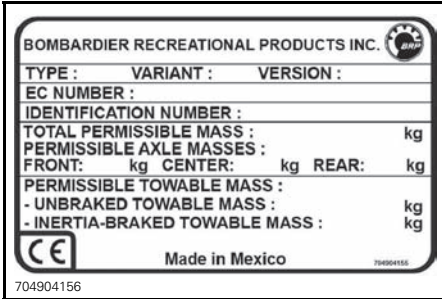 BOMBARDIER RECREATIONAL PRODUCTS INC. BRP
TYPE : VARIANT : VERSION :
EC NUMBER :
IDENTIFICATION NUMBER :
TOTAL PERMISSIBLE MASS : kg
PERMISSIBLE AXLE MASSES :
FRONT: kg CENTER: kg REAR: kg
PERMISSIBLE TOWABLE MASS :
- UNBRAKED TOWABLE MASS : kg
- INERTIA-BRAKED TOWABLE MASS : kg
CE Made in Mexico 704904155
704904156